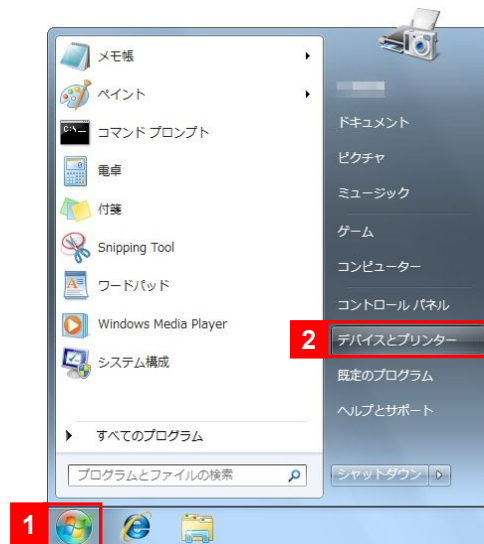 メモ帳
ペイント
C:\_
コマンド プロンプト
電卓
付箋
Snipping Tool
ワードパッド
Windows Media Player
システム構成
すべてのプログラム
プログラムとファイルの検索
ドキュメント
ピクチャ
ミュージック
ゲーム
コンピューター
コントロール パネル
2
デバイスとプリンター
既定のプログラム
ヘルプとサポート
シャットダウン
1